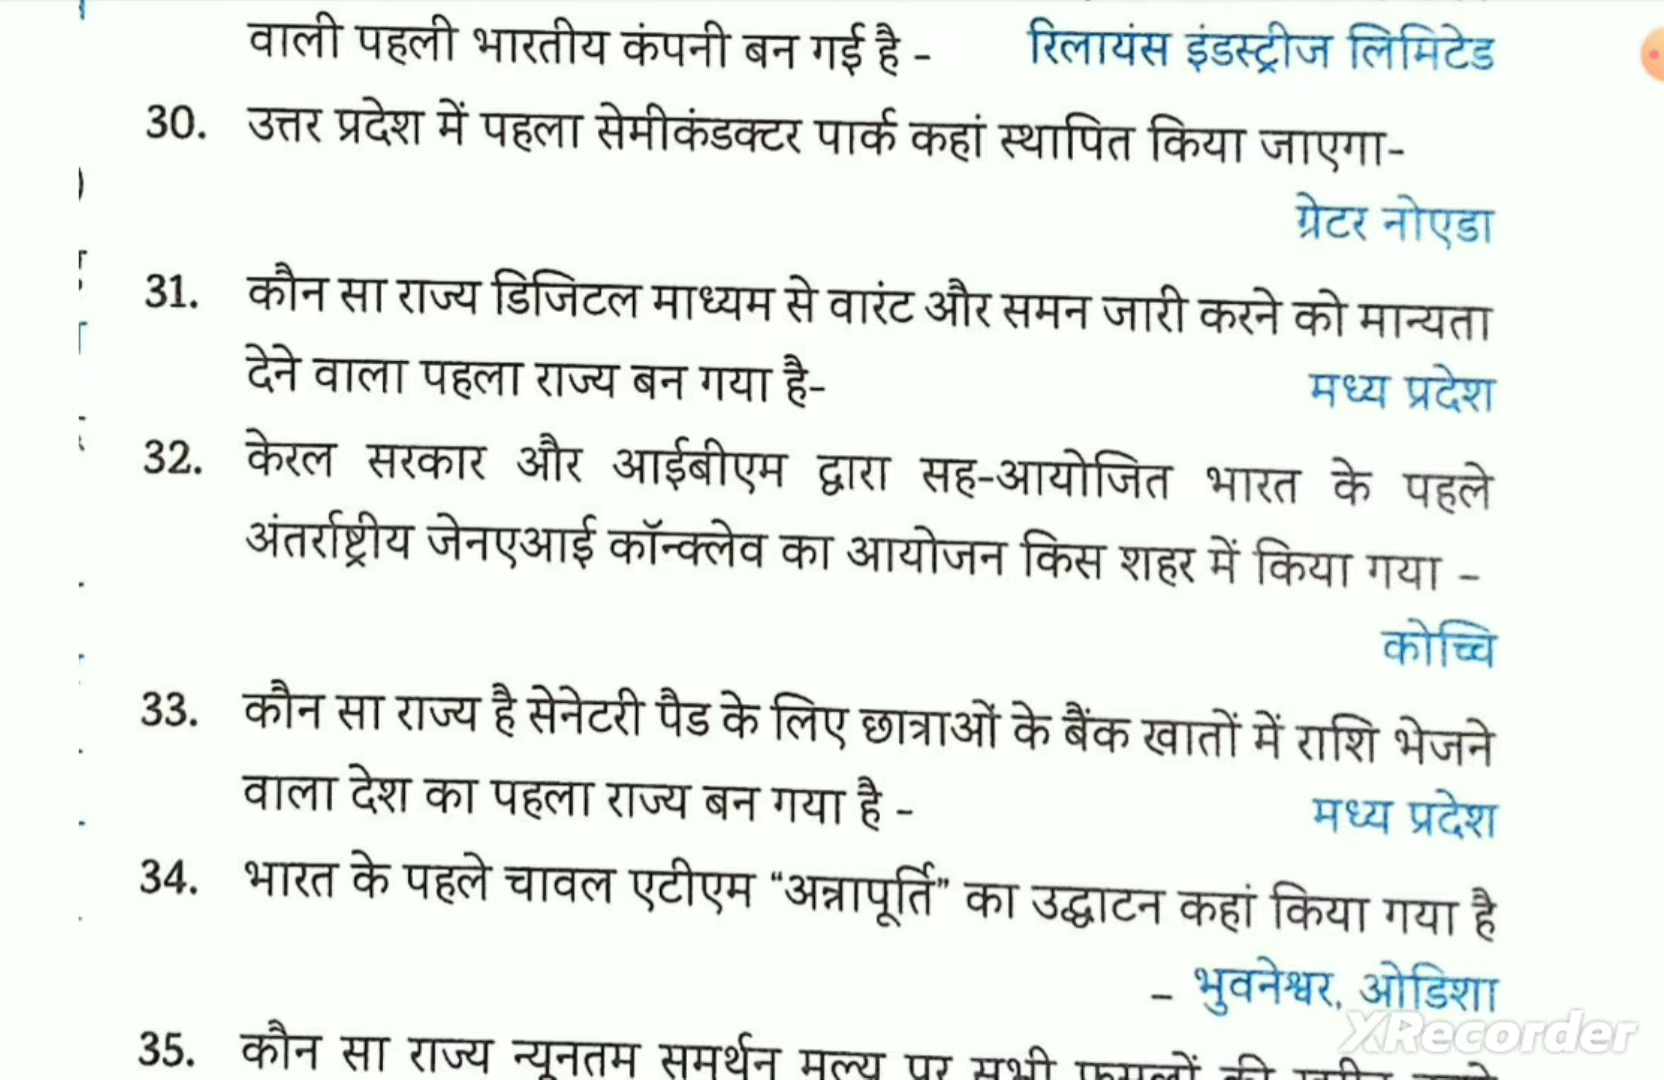 वाली पहली भारतीय कंपनी बन गई है - रिलायंस इंडस्ट्रीज लिमिटेड
30. उत्तर प्रदेश में पहला सेमीकंडक्टर पार्क कहां स्थापित किया जाएगा-
ग्रेटर नोएडा
31. कौन सा राज्य डिजिटल माध्यम से वारंट और समन जारी करने को मान्यता
देने वाला पहला राज्य बन गया है- मध्य प्रदेश
32. केरल सरकार और आईबीएम द्वारा सह-आयोजित भारत के पहले
अंतर्राष्ट्रीय जेनएआई कॉन्क्लेव का आयोजन किस शहर में किया गया -
कोच्चि
33. कौन सा राज्य है सेनेटरी पैड के लिए छात्राओं के बैंक खातों में राशि भेजने
वाला देश का पहला राज्य बन गया है - मध्य प्रदेश
34. भारत के पहले चावल एटीएम “अन्नापूर्ति” का उद्घाटन कहां किया गया है
- भुवनेश्वर, ओडिशा
35. कौन सा राज्य न्यूनतम समर्थन मूल्य पर सभी फसलों की
XRecorder